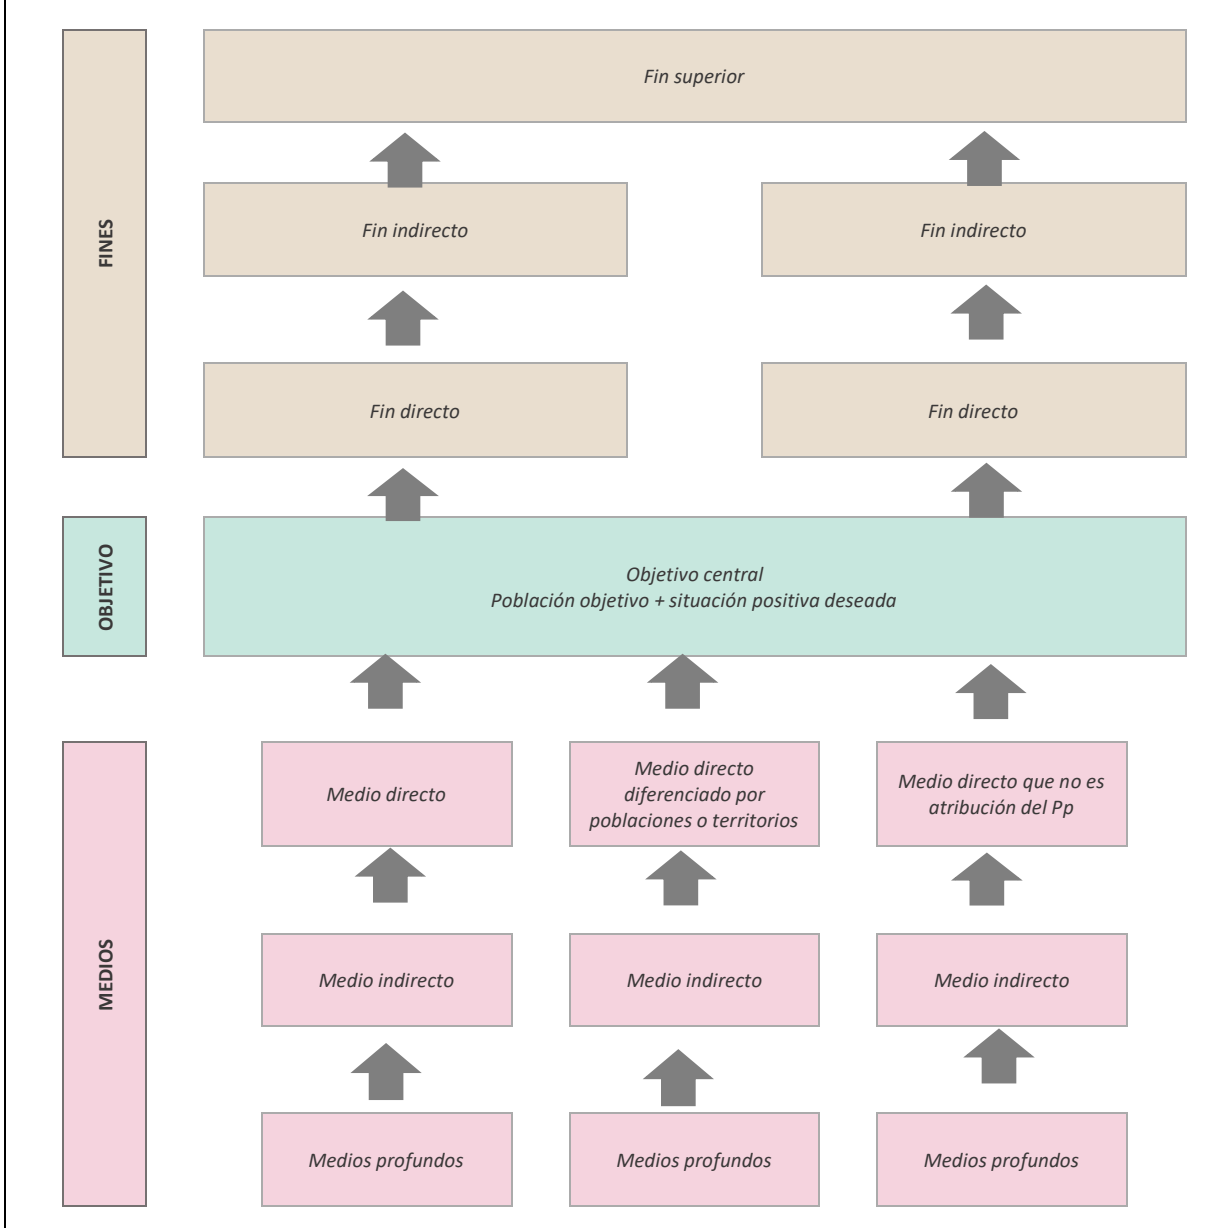 FINES
Fin superior
Fin indirecto
Fin indirecto
Fin directo
Fin directo
OBJETIVO
Objetivo central
Población objetivo + situación positiva deseada
MEDIOS
Medio directo
Medio directo
diferenciado por
poblaciones o territorios
Medio directo que no es
atribución del Pp
Medio indirecto
Medio indirecto
Medio indirecto
Medios profundos
Medios profundos
Medios profundos